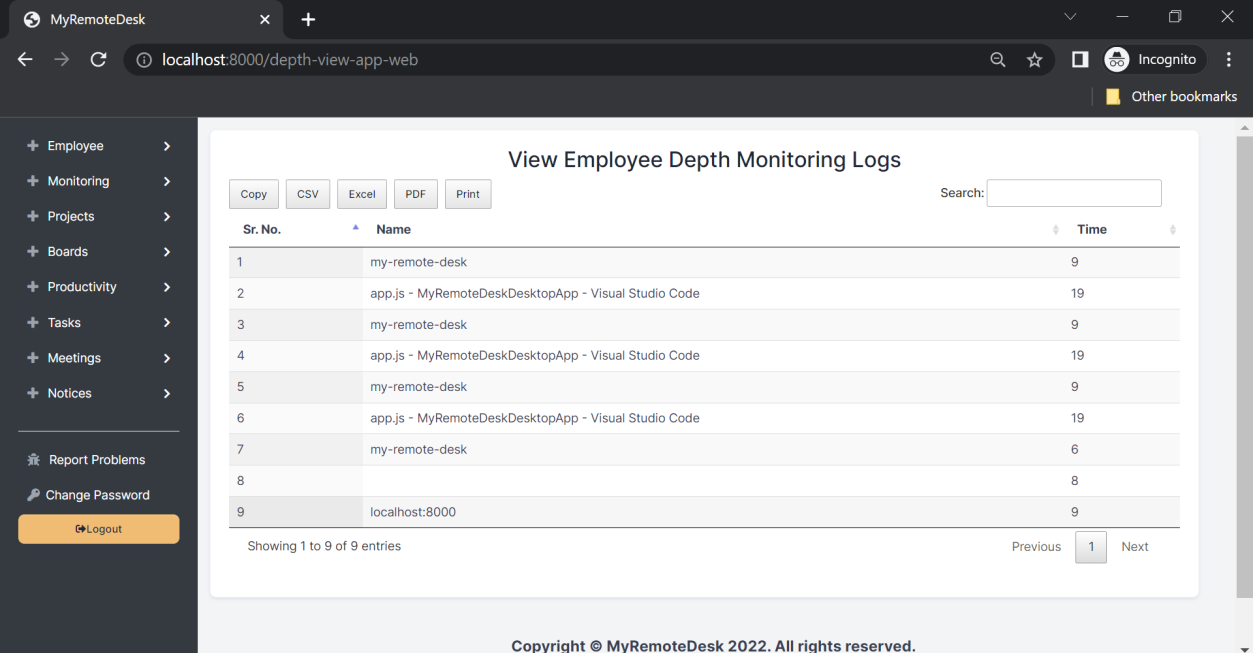 MyRemoteDesk
localhost:8000/depth-view-app-web
Incognito
Other bookmarks
Employee
Monitoring
Projects
Boards
Productivity
Tasks
Meetings
Notices
Report Problems
Change Password
Logout
View Employee Depth Monitoring Logs
Copy CSV Excel PDF Print Search:
Sr. No. Name Time
1 my-remote-desk 9
2 app.js - MyRemoteDeskDesktopApp - Visual Studio Code 19
3 my-remote-desk 9
4 app.js - MyRemoteDeskDesktopApp - Visual Studio Code 19
5 my-remote-desk 9
6 app.js - MyRemoteDeskDesktopApp - Visual Studio Code 19
7 my-remote-desk 6
8 8
9 localhost:8000 9
Showing 1 to 9 of 9 entries Previous 1 Next
Copyright © MyRemoteDesk 2022. All rights reserved.